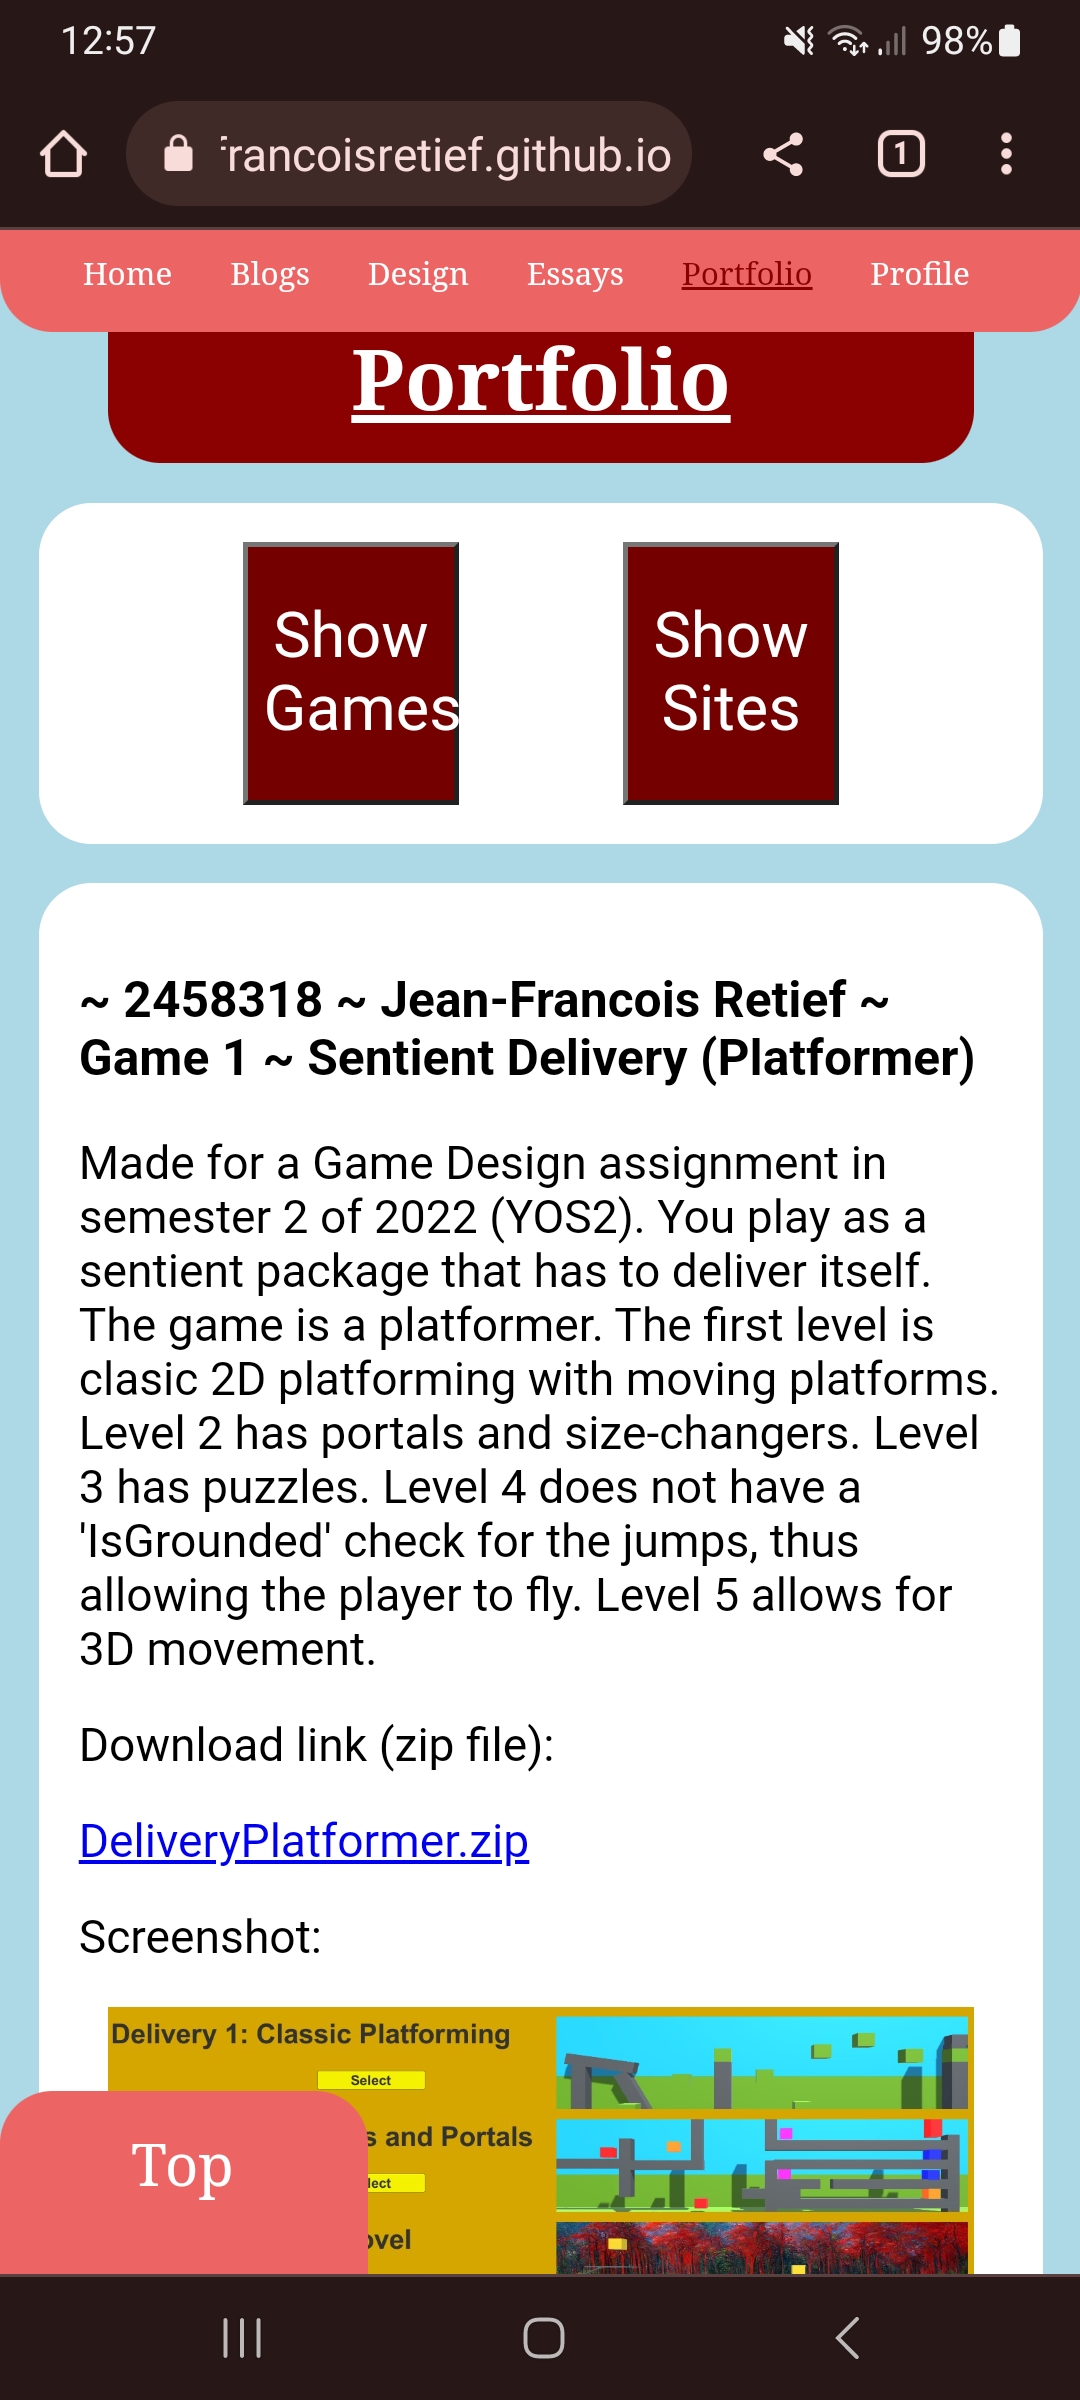 12:57
98%
francoisretief.github.io
1
Home Blogs Design Essays Portfolio Profile
Portfolio
Show
Games
Show
Sites
~ 2458318 ~ Jean-Francois Retief ~
Game 1 ~ Sentient Delivery (Platformer)
Made for a Game Design assignment in
semester 2 of 2022 (YOS2). You play as a
sentient package that has to deliver itself.
The game is a platformer. The first level is
clasic 2D platforming with moving platforms.
Level 2 has portals and size-changers. Level
3 has puzzles. Level 4 does not have a
'IsGrounded' check for the jumps, thus
allowing the player to fly. Level 5 allows for
3D movement.
Download link (zip file):
DeliveryPlatformer.zip
Screenshot:
Delivery 1: Classic Platforming
Select
s and Portals
lect
ovel
Top